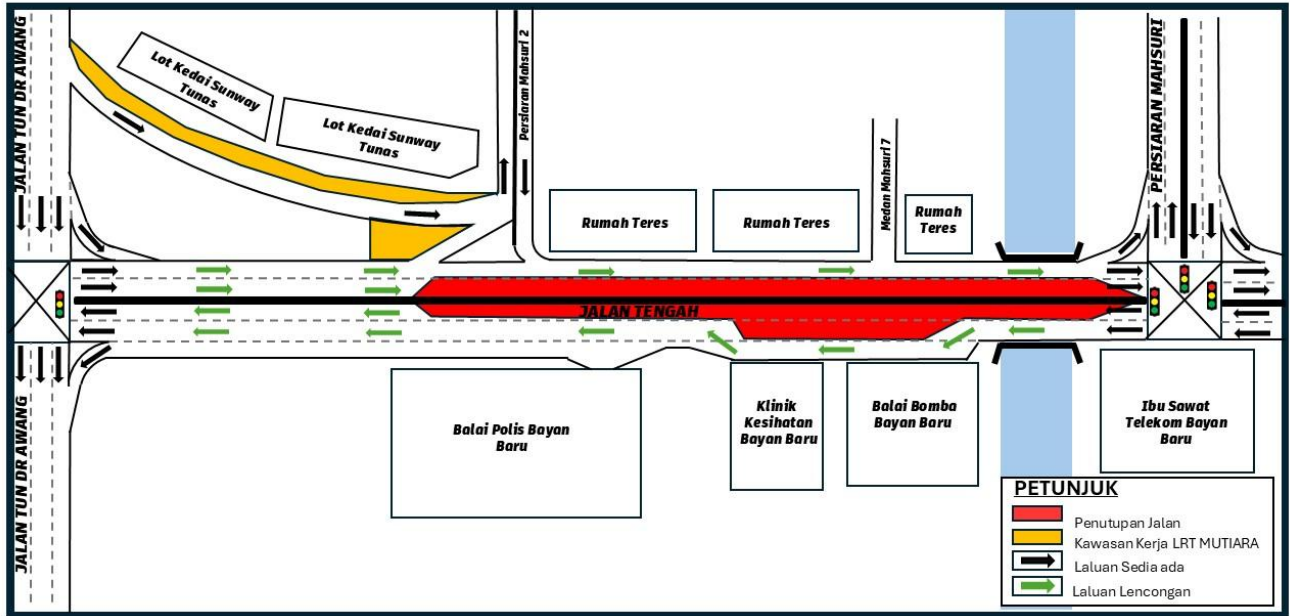 JALAN TUN DR AWANG
Lot Kedai Sunway
Tunas
Lot Kedai Sunway
Tunas
Persiaran Mahsuri 2
Medan Mahsuri 7
PERSIARAN MAHSURI
Rumah Teres
Rumah Teres
Rumah
Teres
JALAN TENGAH
JALAN TUN DR AWANG
Balai Polis Bayan
Baru
Klinik
Kesihatan
Bayan Baru
Balai Bomba
Bayan Baru
Ibu Sawat
Telekom Bayan
Baru
PETUNJUK
Penutupan Jalan
Kawasan Kerja LRT MUTIARA
Laluan Sedia ada
Laluan Lencongan